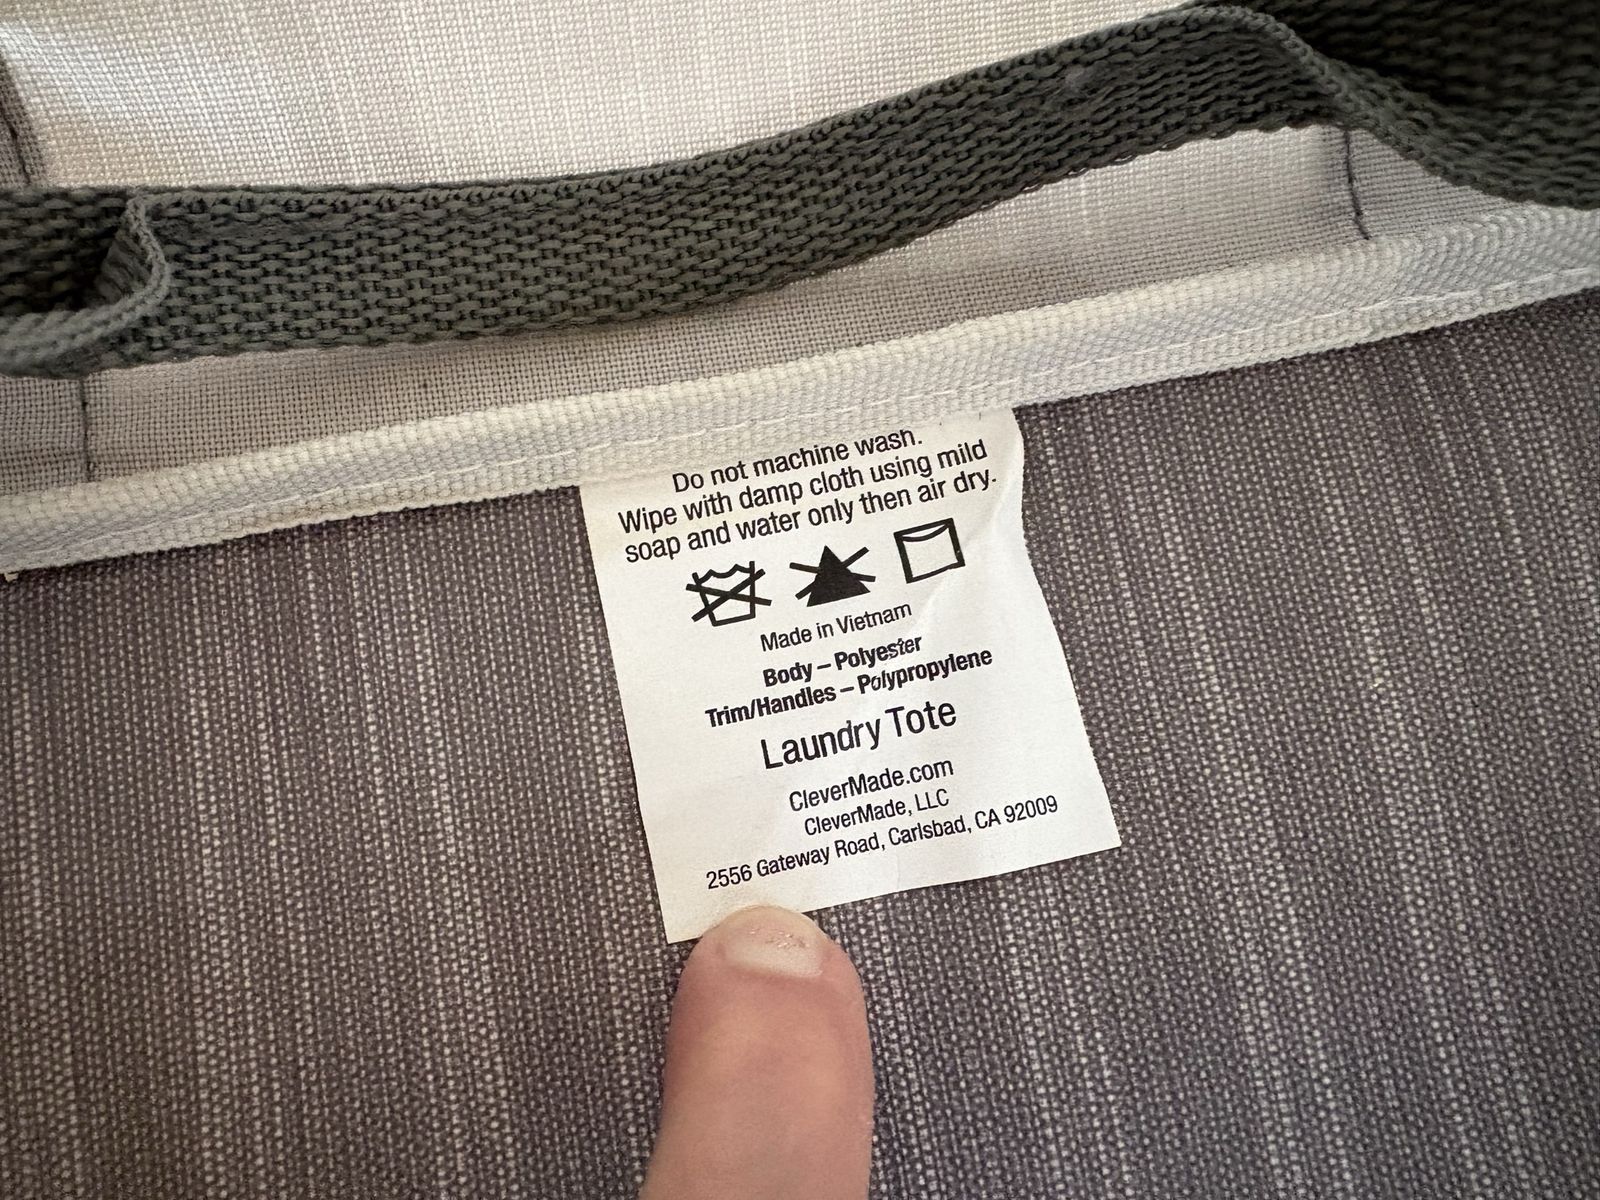 Do not machine wash.
Wipe with damp cloth using mild
soap and water only then air dry.
Made in Vietnam
Body – Polyester
Trim/Handles – Polypropylene
Laundry Tote
CleverMade.com
CleverMade, LLC
2556 Gateway Road, Carlsbad, CA 92009